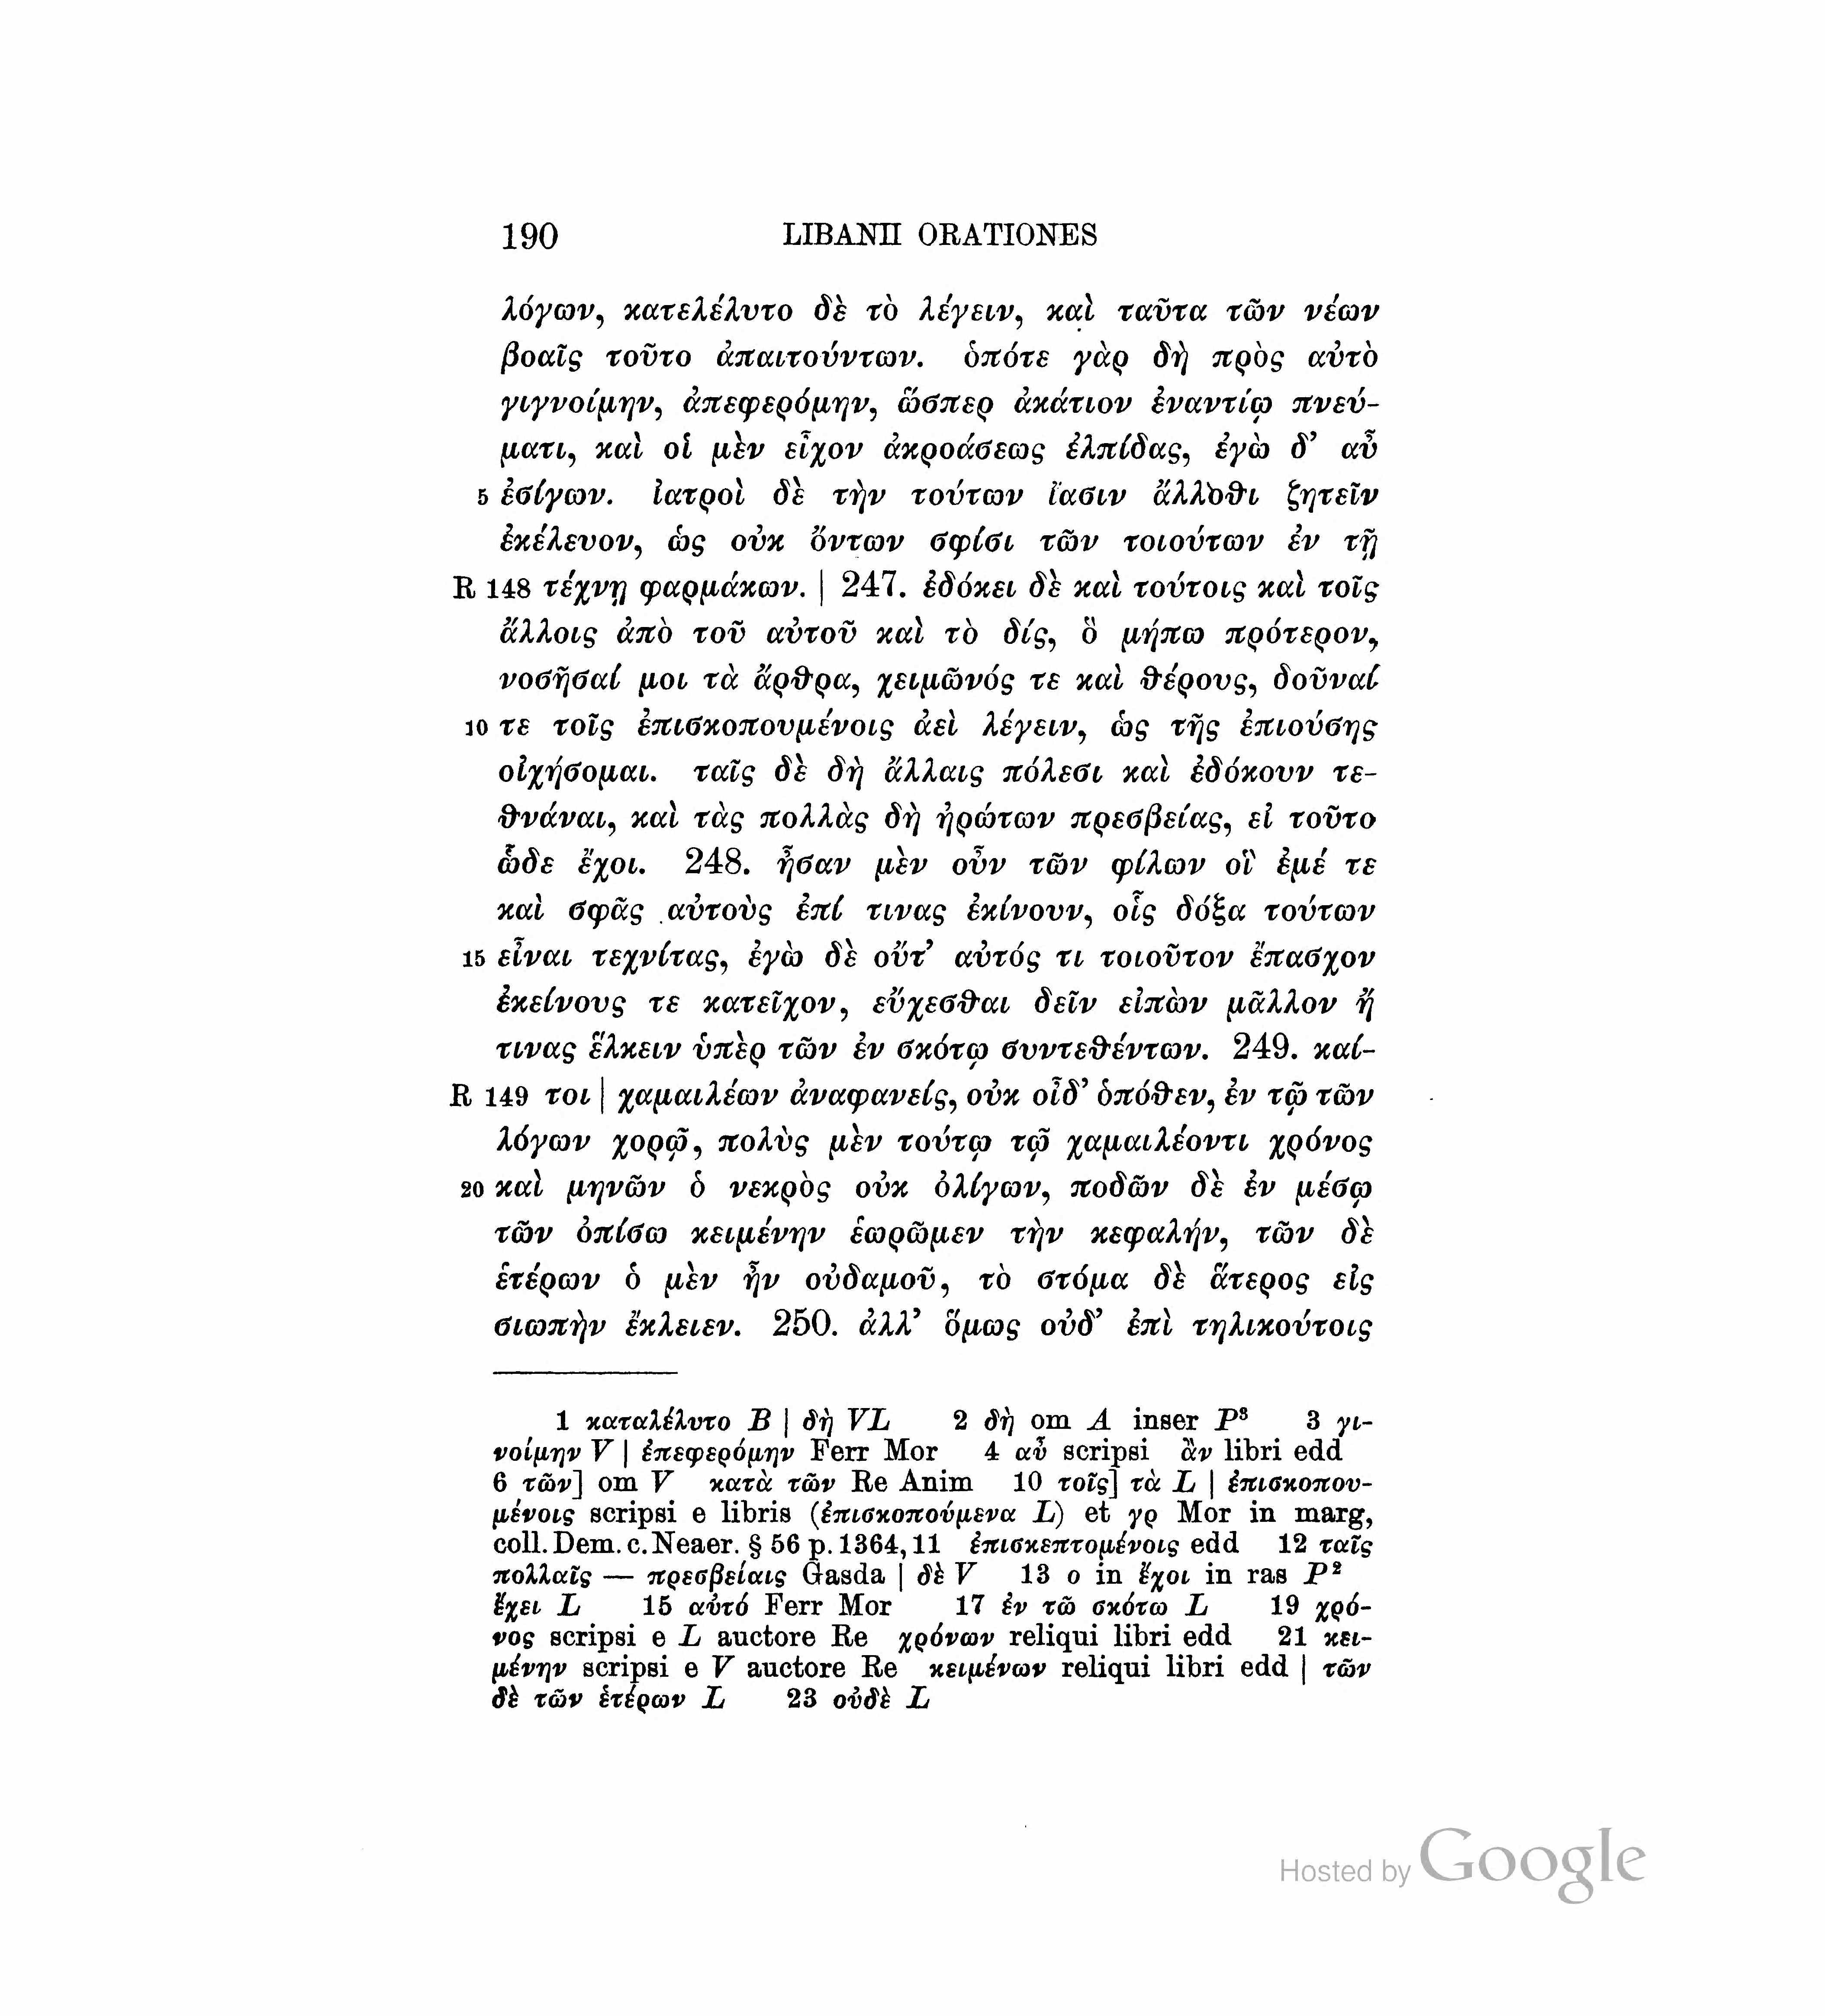 190 LIBANII ORATIONES
λόγων, κατελέλυτο δὲ τὸ λέγειν, καὶ ταῦτα τῶν νέων
βοαῖς τοῦτο ἀπαιτούντων. ὁπότε γὰρ δὴ πρὸς αὐτὸ
γιγνοίμην, ἀπεφερόμην, ὥσπερ ἀκάτιον ἐναντίῳ πνεύ-
ματι, καὶ οἱ μὲν εἶχον ἀκροάσεως ἐλπίδας, ἐγὼ δ’ αὖ
5 ἐσίγων. ἰατροὶ δὲ τὴν τούτων ἴασιν ἄλλοθι ζητεῖν
ἐκέλευον, ὡς οὐκ ὄντων σφίσι τῶν τοιούτων ἐν τῇ
R 148 τέχνῃ φαρμάκων. | 247. ἐδόκει δὲ καὶ τούτοις καὶ τοῖς
ἄλλοις ἀπὸ τοῦ αὐτοῦ καὶ τὸ δίς, ὃ μήπω πρότερον,
νοσῆσαί μοι τὰ ἄρθρα, χειμῶνός τε καὶ θέρους, δοῦναί
10 τε τοῖς ἐπισκοπουμένοις ἀεὶ λέγειν, ὡς τῆς ἐπιούσης
οἰχήσομαι. ταῖς δὲ δὴ ἄλλαις πόλεσι καὶ ἐδόκουν τε-
θνάναι, καὶ τὰς πολλὰς δὴ ἠρώτων πρεσβείας, εἰ τοῦτο
ὧδε ἔχοι. 248. ἦσαν μὲν οὖν τῶν φίλων οἳ ἐμέ τε
καὶ σφᾶς αὐτοὺς ἐπί τινας ἐκίνουν, οἷς δόξα τούτων
15 εἶναι τεχνίτας, ἐγὼ δὲ οὔτ’ αὐτός τι τοιοῦτον ἔπασχον
ἐκείνους τε κατεῖχον, εὔχεσθαι δεῖν εἰπὼν μᾶλλον ἤ
τινας ἕλκειν ὑπὲρ τῶν ἐν σκότῳ συντεθέντων. 249. καί-
R 149 τοι | χαμαιλέων ἀναφανείς, οὐκ οἶδ’ ὁπόθεν, ἐν τῷ τῶν
λόγων χορῷ, πολὺς μὲν τούτῳ τῷ χαμαιλέοντι χρόνος
20 καὶ μηνῶν ὁ νεκρὸς οὐκ ὀλίγων, ποδῶν δὲ ἐν μέσῳ
τῶν ὀπίσω κειμένην ἑωρῶμεν τὴν κεφαλήν, τῶν δὲ
ἑτέρων ὁ μὲν ἦν οὐδαμοῦ, τὸ στόμα δὲ ἅτερος εἰς
σιωπὴν ἔκλειεν. 250. ἀλλ’ ὅμως οὐδ’ ἐπὶ τηλικούτοις
1 καταλέλυτο B | δὴ VL 2 δὴ om A inser P³ 3 γι-
νοίμην V | ἐπεφερόμην Ferr Mor 4 αὖ scripsi ἂν libri edd
6 τῶν] om V κατὰ τῶν Re Anim 10 τοῖς] τὰ L | ἐπισκοπου-
μένοις scripsi e libris (ἐπισκοπούμενα L) et γρ Mor in marg,
coll. Dem. c. Neaer. § 56 p. 1364, 11 ἐπισκεπτομένοις edd 12 ταῖς
πολλαῖς — πρεσβείαις Gasda | δὲ V 13 ο in ἔχοι in ras P²
ἔχει L 15 αὐτό Ferr Mor 17 ἐν τῶ σκότω L 19 χρό-
νος scripsi e L auctore Re χρόνων reliqui libri edd 21 κει-
μένην scripsi e V auctore Re κειμένων reliqui libri edd | τῶν
δὲ τῶν ἑτέρων L 23 οὐδὲ L
Hosted by Google